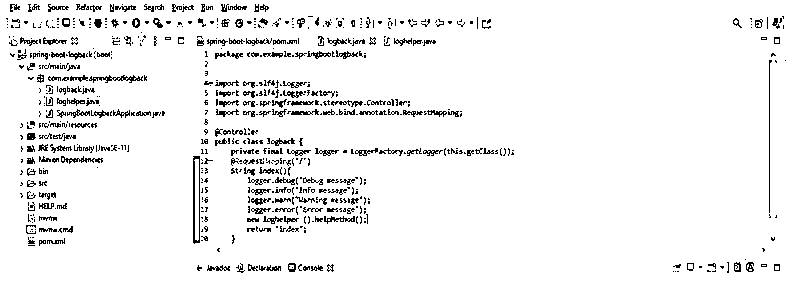 File Edit Source Refactor Navigate Search Project Run Window Help
Project Explorer
spring-boot-logback/pom.xml logback.java loghelper.java
spring-boot-logback [boot]
src/main/java
com.example.springbootlogback
logback.java
loghelper.java
SpringBootLogbackApplication.java
src/main/resources
src/test/java
JRE System Library [JavaSE-11]
Maven Dependencies
bin
src
target
HELP.md
mvnw
mvnw.cmd
pom.xml
1 package com.example.springbootlogback;
2
3
4 import org.slf4j.Logger;
5 import org.slf4j.LoggerFactory;
6 import org.springframework.stereotype.Controller;
7 import org.springframework.web.bind.annotation.RequestMapping;
8
9 @Controller
10 public class logback {
11 private final Logger logger = LoggerFactory.getLogger(this.getClass());
12 @RequestMapping("/")
13 String index(){
14 logger.debug("Debug message");
15 logger.info("Info message");
16 logger.warn("Warning message");
17 logger.error("Error message");
18 new loghelper ().helpMethod();
19 return "index";
20 }
Javadoc Declaration Console